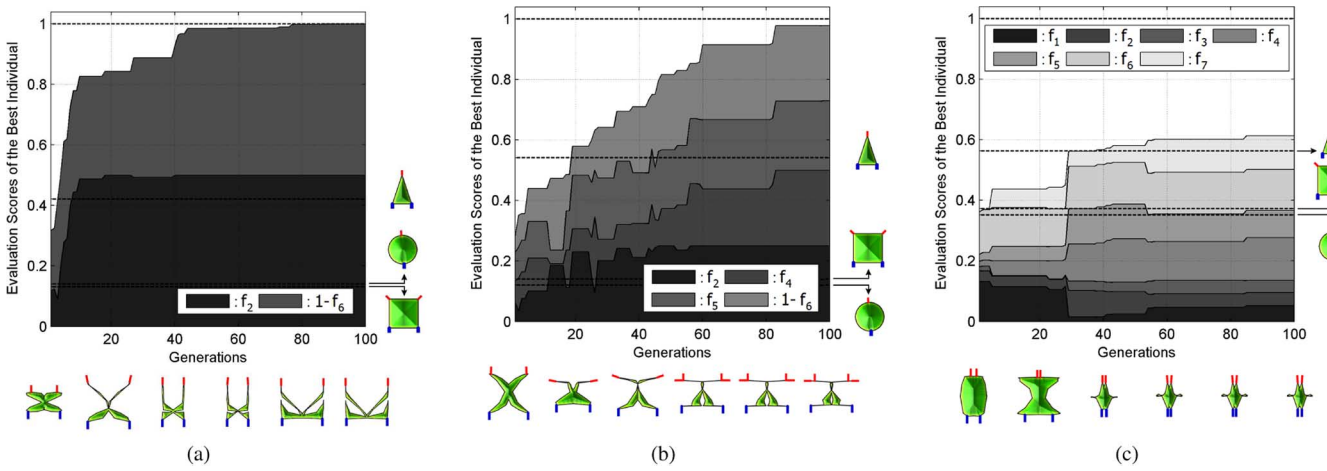 Evaluation Scores of the Best Individual
1
0.8
0.6
0.4
0.2
0
: f2 : 1- f6
20 40 60 80 100
Generations
(a)
Evaluation Scores of the Best Individual
1
0.8
0.6
0.4
0.2
0
: f2 : f4
: f5 : 1- f6
20 40 60 80 100
Generations
(b)
Evaluation Scores of the Best Individual
1
: f1 : f2 : f3 : f4
: f5 : f6 : f7
0.8
0.6
0.4
0.2
0
20 40 60 80 100
Generations
(c)